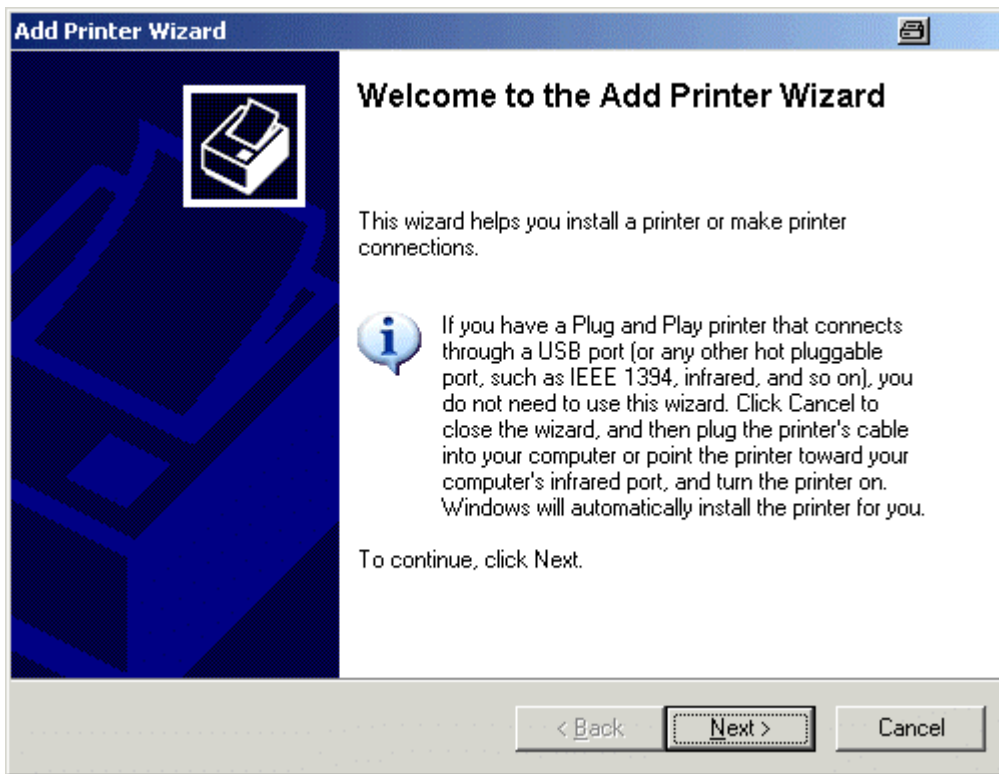 Add Printer Wizard
Welcome to the Add Printer Wizard
This wizard helps you install a printer or make printer
connections.
If you have a Plug and Play printer that connects
through a USB port (or any other hot pluggable
port, such as IEEE 1394, infrared, and so on), you
do not need to use this wizard. Click Cancel to
close the wizard, and then plug the printer's cable
into your computer or point the printer toward your
computer's infrared port, and turn the printer on.
Windows will automatically install the printer for you.
To continue, click Next.
< Back
Next >
Cancel